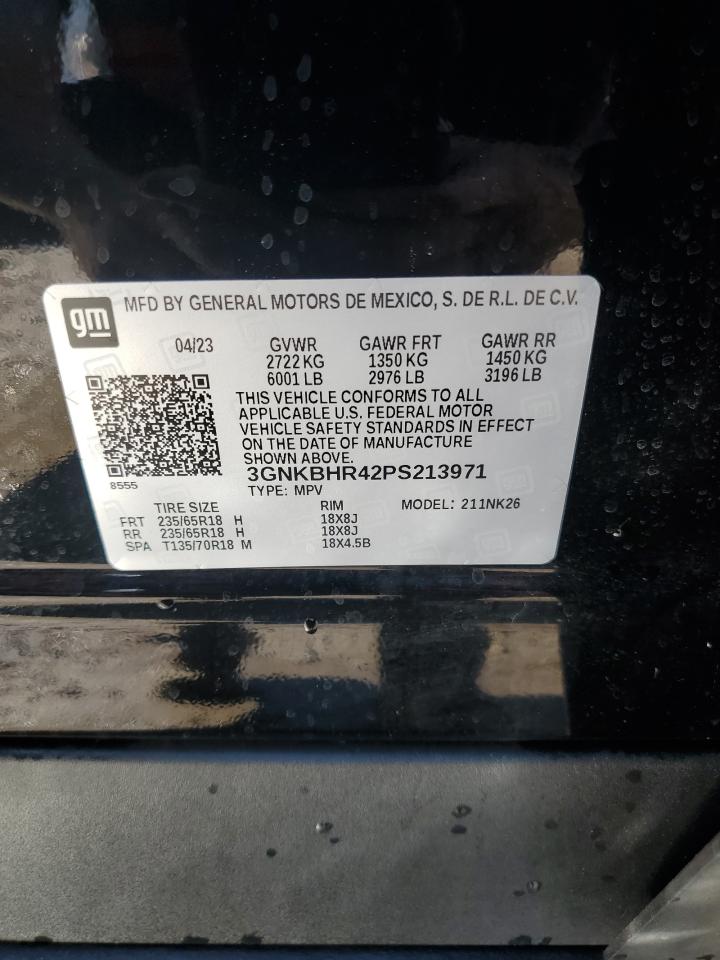 gm
MFD BY GENERAL MOTORS DE MEXICO, S. DE R.L. DE C.V.
04/23 GVWR GAWR FRT GAWR RR
2722 KG 1350 KG 1450 KG
6001 LB 2976 LB 3196 LB
THIS VEHICLE CONFORMS TO ALL
APPLICABLE U.S. FEDERAL MOTOR
VEHICLE SAFETY STANDARDS IN EFFECT
ON THE DATE OF MANUFACTURE
SHOWN ABOVE.
3GNKBHR42PS213971
8555
TYPE: MPV
TIRE SIZE RIM MODEL: 211NK26
FRT 235/65R18 H 18X8J
RR 235/65R18 H 18X8J
SPA T135/70R18 M 18X4.5B